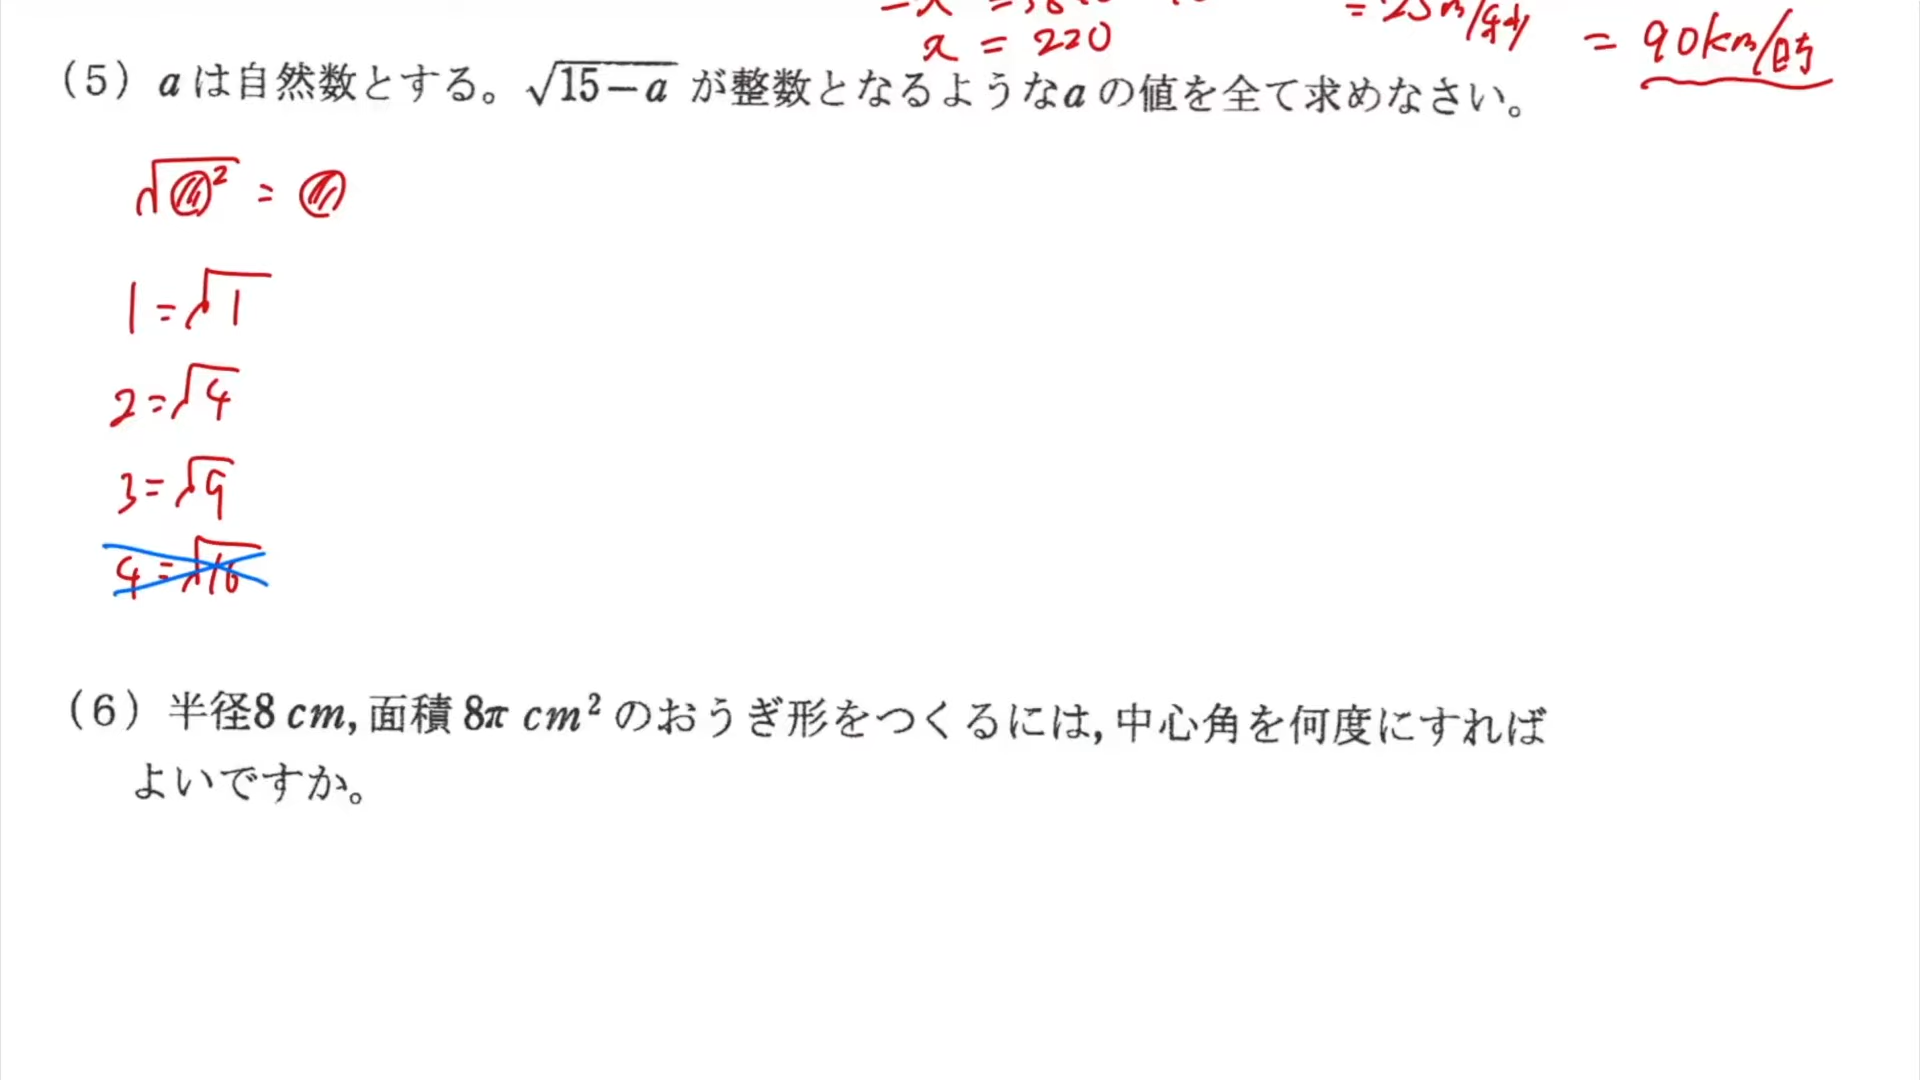 x = 220
= 25m/秒
= 90km/時
(5) aは自然数とする。√15−a が整数となるようなaの値を全て求めなさい。
1=√1
2=√4
3=√9
4=√16
(6) 半径8 cm, 面積 8π cm² のおうぎ形をつくるには, 中心角を何度にすれば
よいですか。